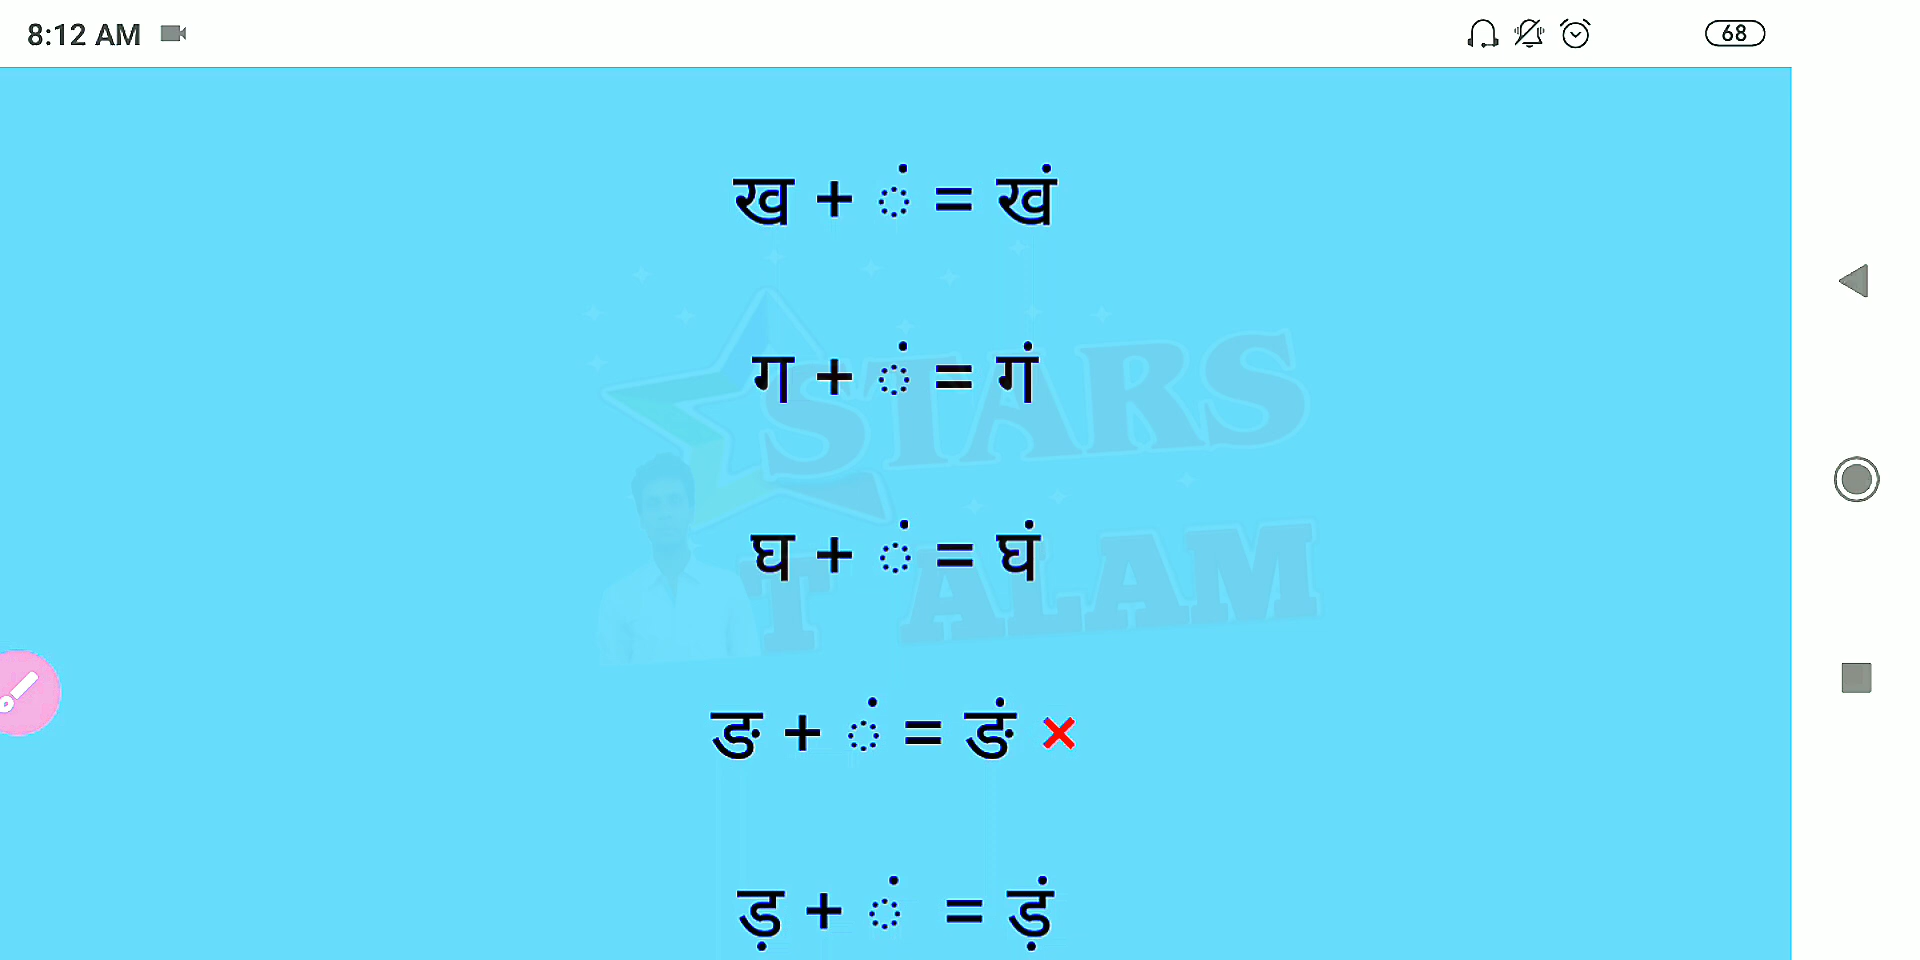 8:12 AM 68
ख + ं = खं
ग + ं = गं
STARS
घ + ं = घं
T ALAM
ङ + ं = ङं ×
ड़ + ं = ड़ं